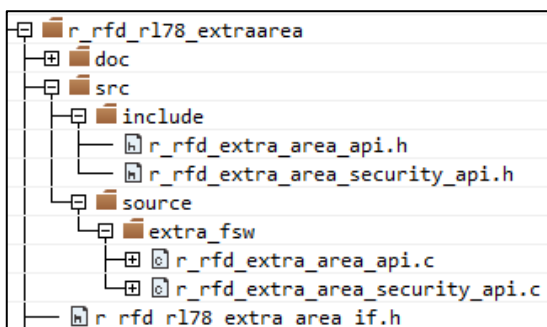 r_rfd_rl78_extraarea
doc
src
include
r_rfd_extra_area_api.h
r_rfd_extra_area_security_api.h
source
extra_fsw
r_rfd_extra_area_api.c
r_rfd_extra_area_security_api.c
r_rfd_rl78_extra_area_if.h